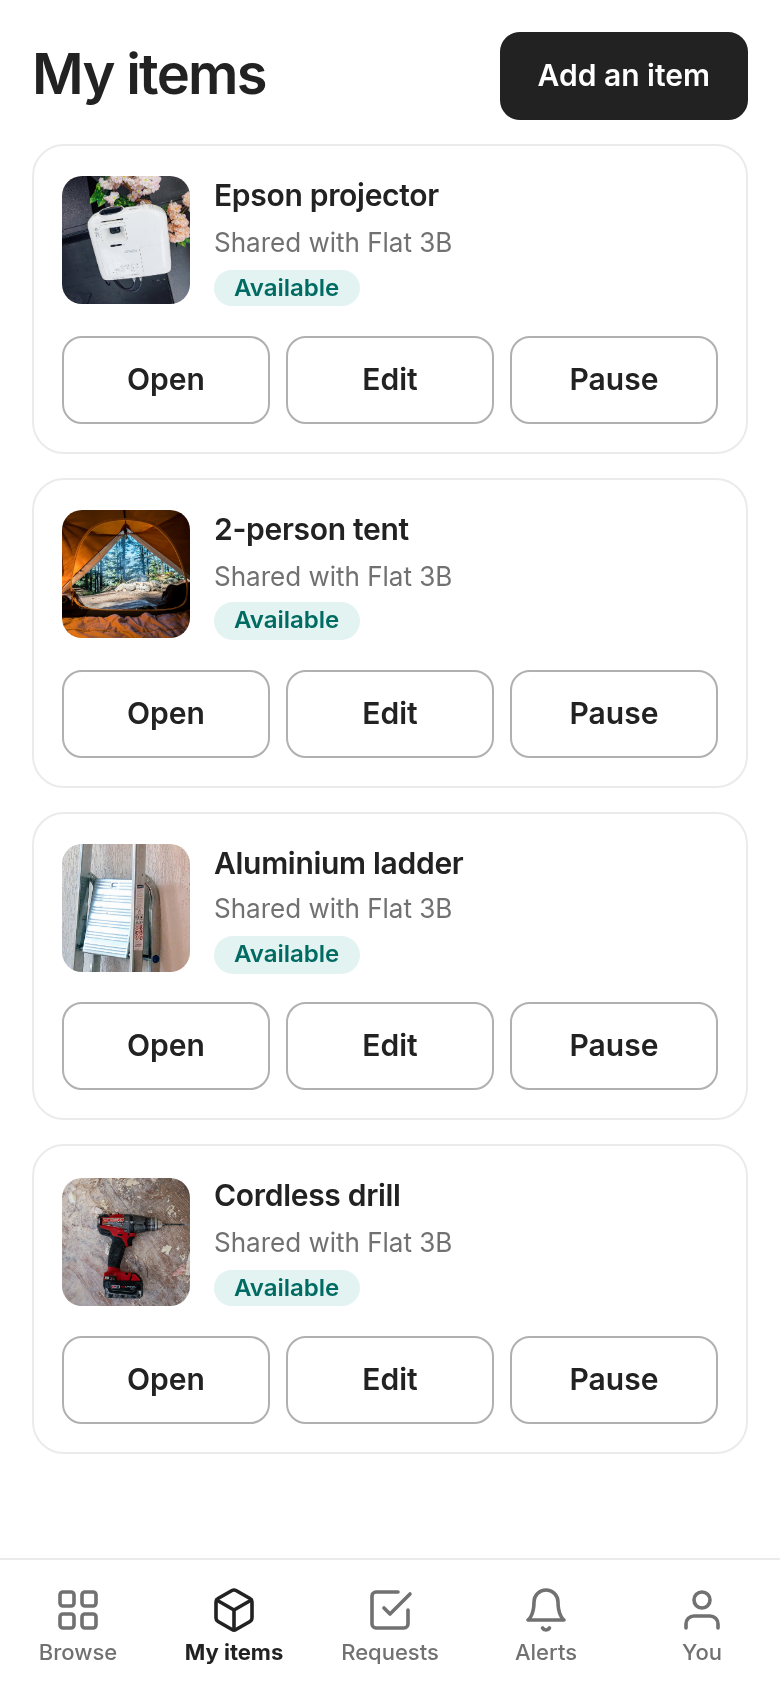 My items
Add an item
Epson projector
Shared with Flat 3B
Available
Open
Edit
Pause
2-person tent
Shared with Flat 3B
Available
Open
Edit
Pause
Aluminium ladder
Shared with Flat 3B
Available
Open
Edit
Pause
Cordless drill
Shared with Flat 3B
Available
Open
Edit
Pause
Browse
My items
Requests
Alerts
You